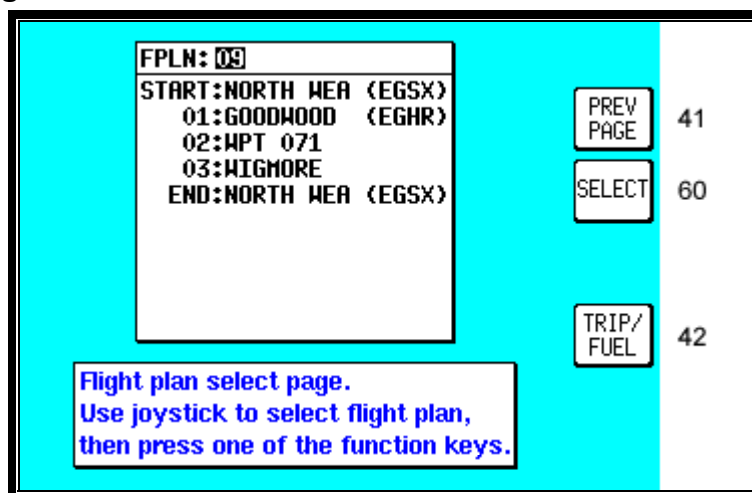 FPLN: 09
START:NORTH WEA (EGSX)
01:GOODWOOD (EGHR)
02:WPT 071
03:WIGMORE
END:NORTH WEA (EGSX)
PREV
PAGE
41
SELECT
60
TRIP/
FUEL
42
Flight plan select page.
Use joystick to select flight plan,
then press one of the function keys.